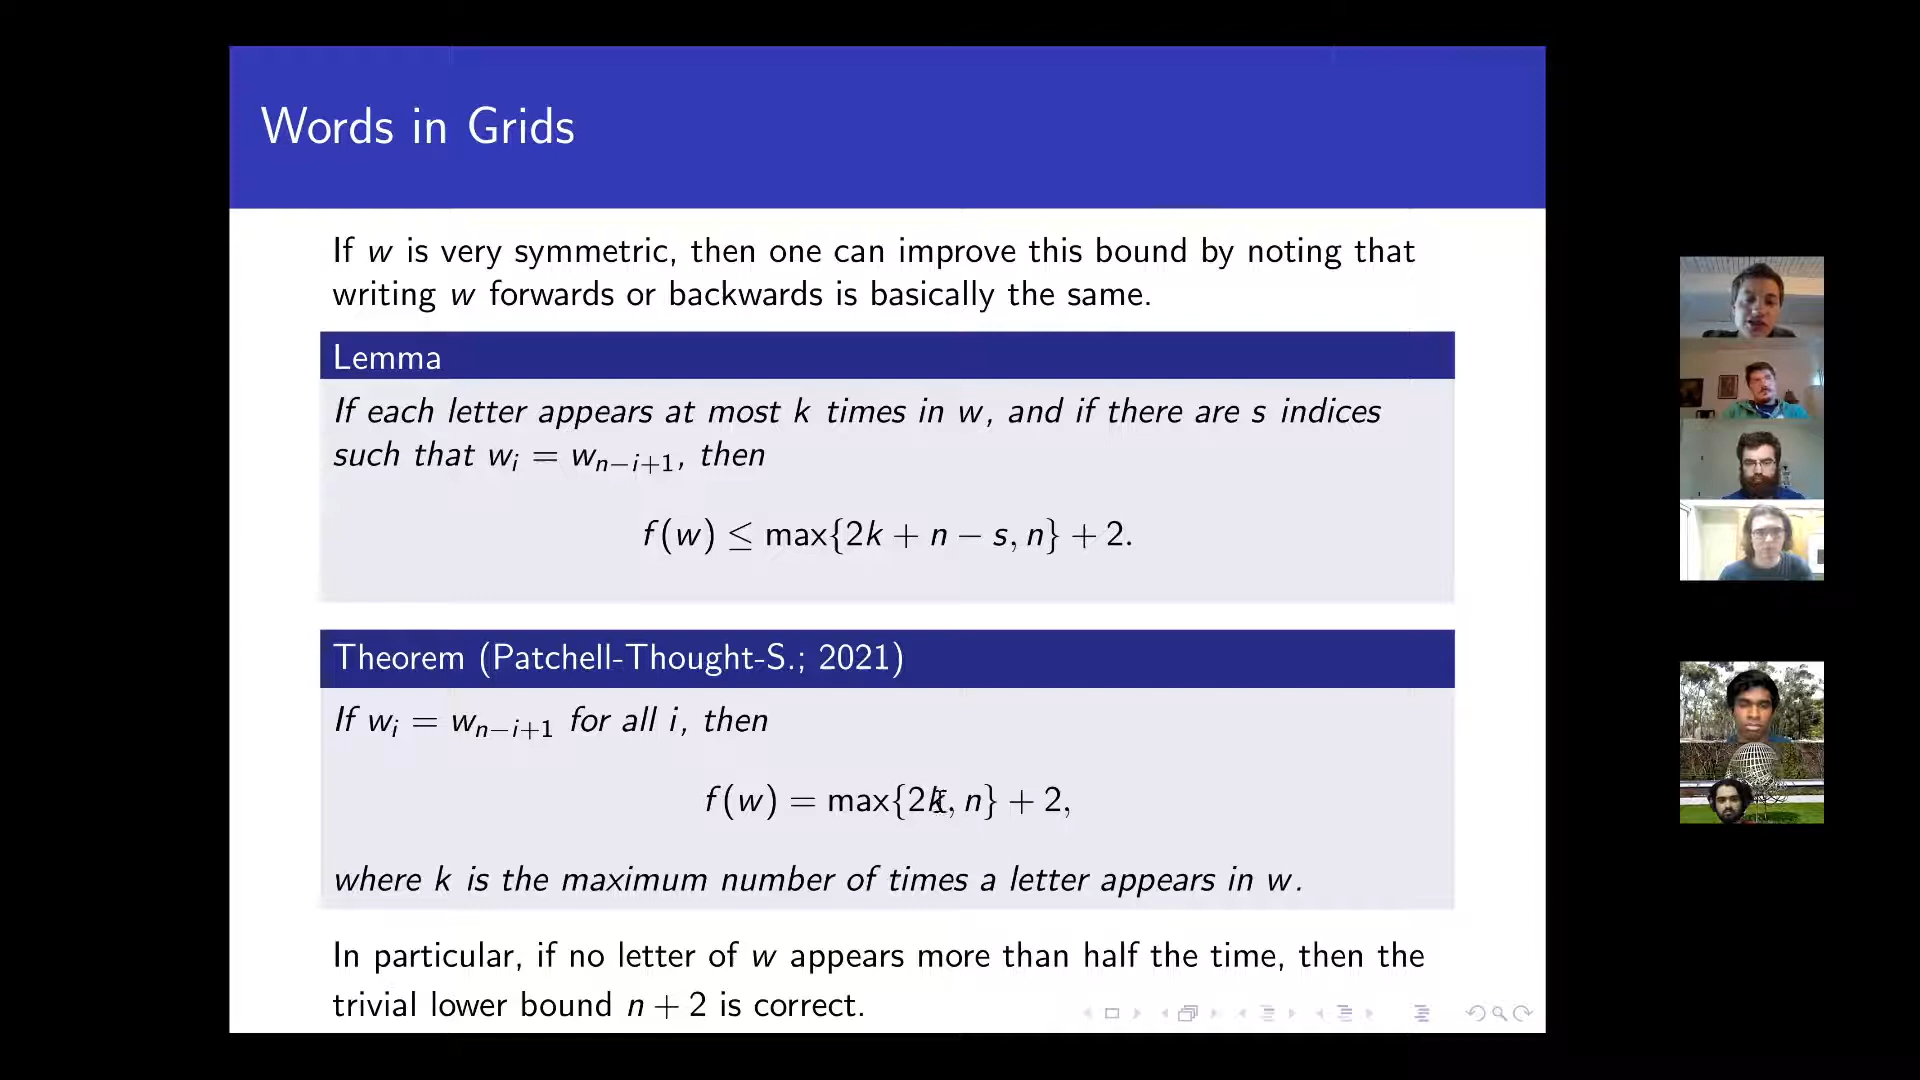 Words in Grids
If w is very symmetric, then one can improve this bound by noting that
writing w forwards or backwards is basically the same.
Lemma
If each letter appears at most k times in w, and if there are s indices
such that wᵢ = wₙ₋ᵢ₊₁, then
f(w) ≤ max{2k + n − s, n} + 2.
Theorem (Patchell-Thought-S.; 2021)
If wᵢ = wₙ₋ᵢ₊₁ for all i, then
f(w) = max{2k, n} + 2,
where k is the maximum number of times a letter appears in w.
In particular, if no letter of w appears more than half the time, then the
trivial lower bound n + 2 is correct.